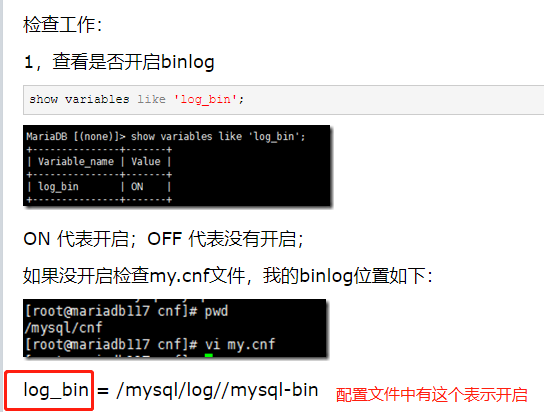 检查工作：
1，查看是否开启binlog
show variables like 'log_bin';
MariaDB [(none)]> show variables like 'log_bin';
+---------------+-------+
| Variable_name | Value |
+---------------+-------+
| log_bin       | ON    |
+---------------+-------+
ON 代表开启；OFF 代表没有开启；
如果没开启检查my.cnf文件，我的binlog位置如下：
[root@mariadb117 cnf]# pwd
/mysql/cnf
[root@mariadb117 cnf]# vi my.cnf
log_bin = /mysql/log//mysql-bin 配置文件中有这个表示开启